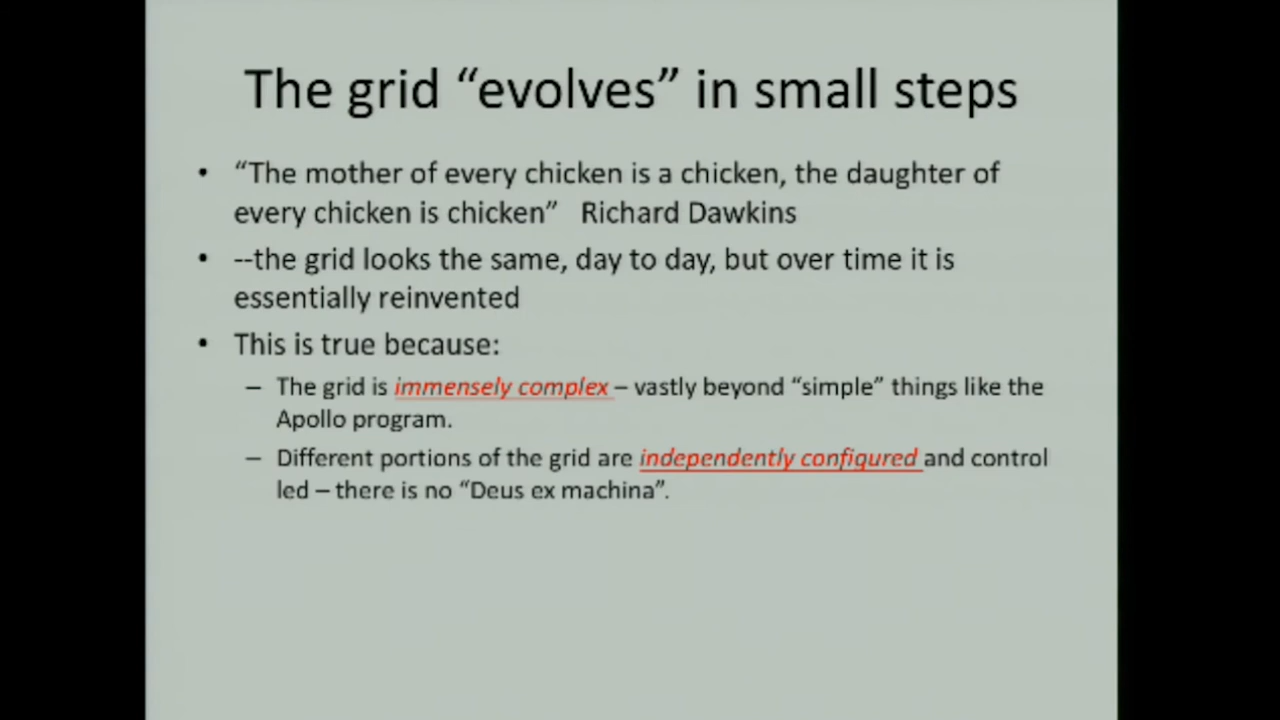 The grid “evolves” in small steps
• “The mother of every chicken is a chicken, the daughter of
every chicken is chicken” Richard Dawkins
• --the grid looks the same, day to day, but over time it is
essentially reinvented
• This is true because:
– The grid is immensely complex – vastly beyond “simple” things like the
Apollo program.
– Different portions of the grid are independently configured and control
led – there is no “Deus ex machina”.